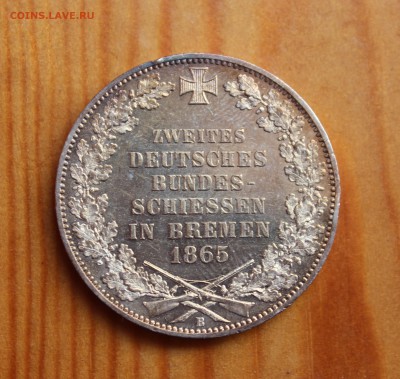 COINS.LAVE.RU
ZWEITES
DEUTSCHES
BUNDES-
SCHIESSEN
IN BREMEN
1865
B